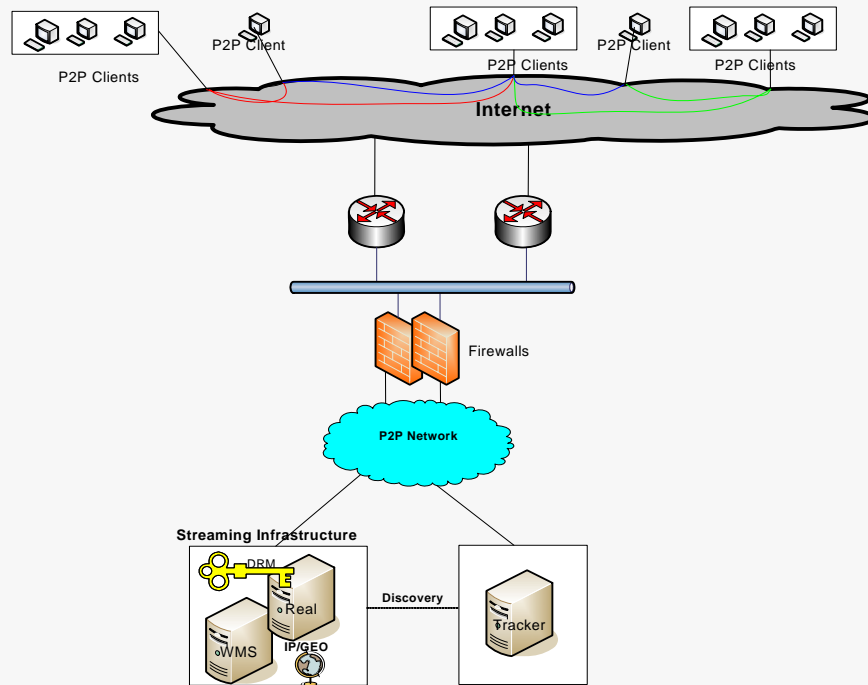 P2P Client
P2P Client
P2P Clients
P2P Clients
P2P Clients
Internet
Firewalls
P2P Network
Streaming Infrastructure
DRM
Real
Discovery
Tracker
WMS
IP/GEO